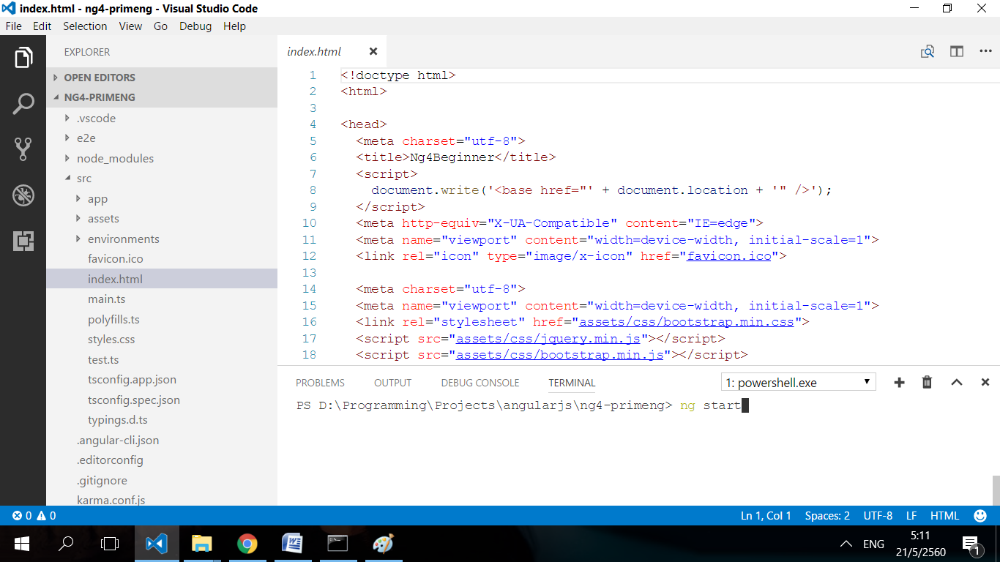 index.html - ng4-primeng - Visual Studio Code
File Edit Selection View Go Debug Help
EXPLORER
OPEN EDITORS
NG4-PRIMENG
.vscode
e2e
node_modules
src
app
assets
environments
favicon.ico
index.html
main.ts
polyfills.ts
styles.css
test.ts
tsconfig.app.json
tsconfig.spec.json
typings.d.ts
.angular-cli.json
.editorconfig
.gitignore
karma.conf.js
index.html
1 <!doctype html>
2 <html>
3
4 <head>
5 <meta charset="utf-8">
6 <title>Ng4Beginner</title>
7 <script>
8 document.write('<base href="' + document.location + '" />');
9 </script>
10 <meta http-equiv="X-UA-Compatible" content="IE=edge">
11 <meta name="viewport" content="width=device-width, initial-scale=1">
12 <link rel="icon" type="image/x-icon" href="favicon.ico">
13
14 <meta charset="utf-8">
15 <meta name="viewport" content="width=device-width, initial-scale=1">
16 <link rel="stylesheet" href="assets/css/bootstrap.min.css">
17 <script src="assets/css/jquery.min.js"></script>
18 <script src="assets/css/bootstrap.min.js"></script>
PROBLEMS OUTPUT DEBUG CONSOLE TERMINAL 1: powershell.exe
PS D:\Programming\Projects\angularjs\ng4-primeng> ng start
0 0 Ln 1, Col 1 Spaces: 2 UTF-8 LF HTML
ENG
5:11
21/5/2560
1